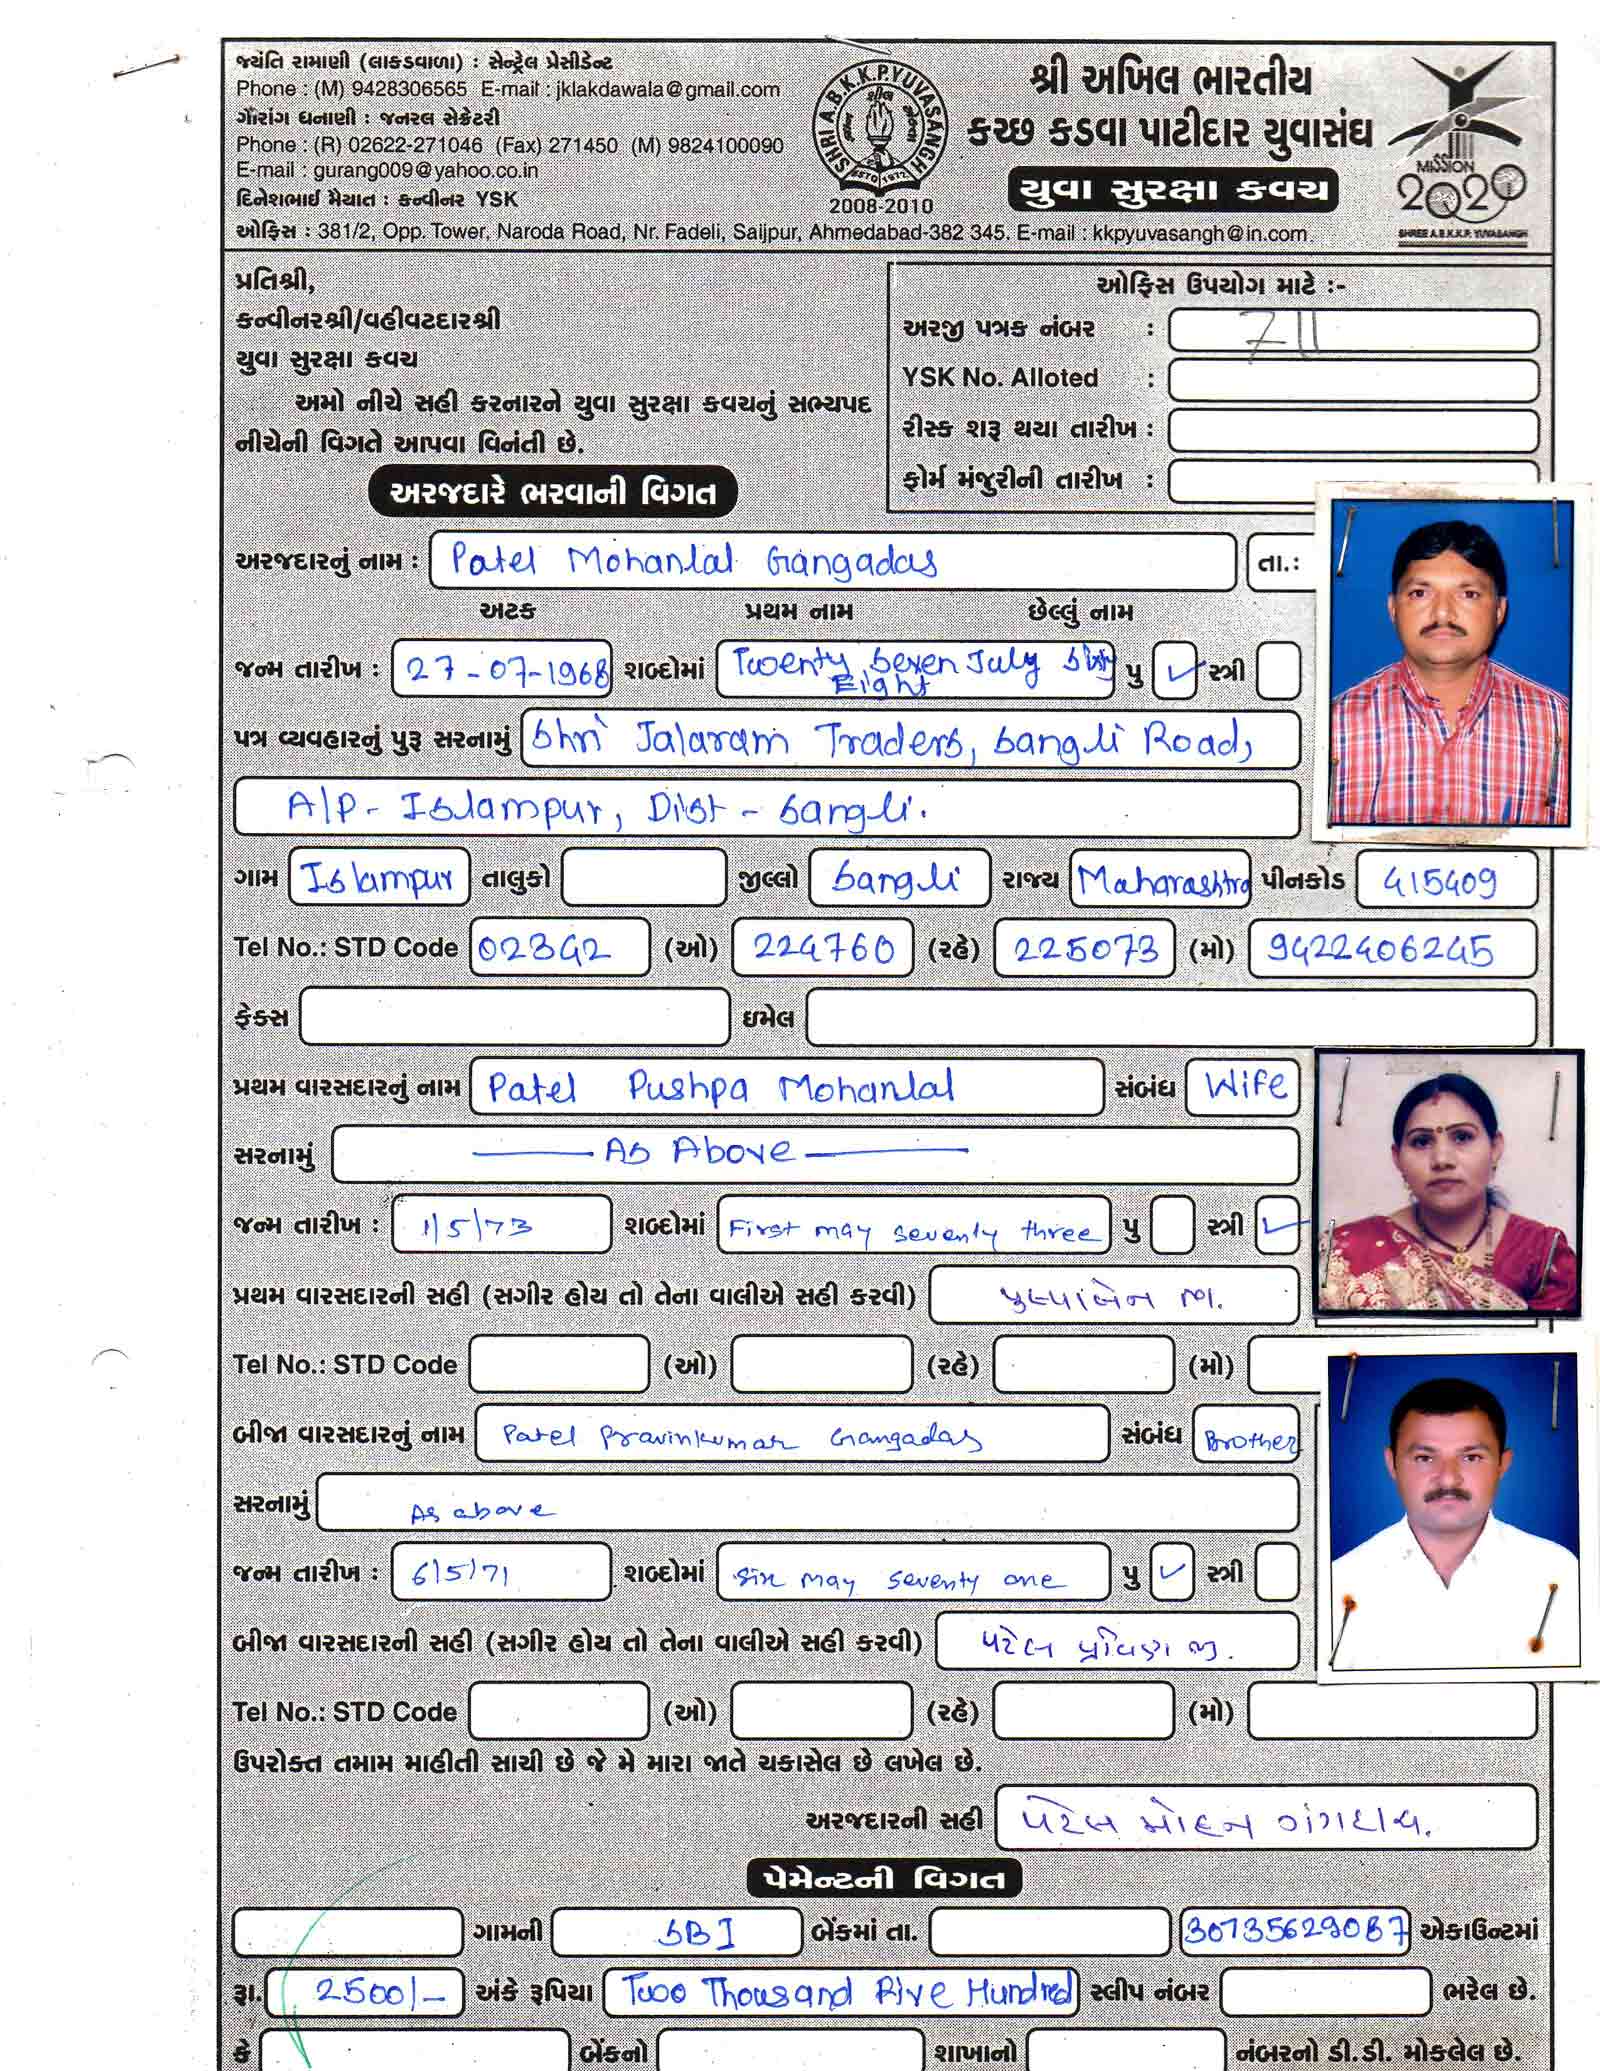 જયંતિ રામાણી (લાકડવાળા) : સેન્ટ્રેલ પ્રેસીડેન્ટ
Phone : (M) 9428306565 E-mail : jklakdawala@gmail.com
ગૌરાંગ ધનાણી : જનરલ સેક્રેટરી
Phone : (R) 02622-271046 (Fax) 271450 (M) 9824100090
E-mail : gurang009@yahoo.co.in
દિનેશભાઈ મૈયાત : કન્વીનર YSK
SHRI A.B.K.K.P. YUVASANGH
ESTD 1972
2008-2010
શ્રી અખિલ ભારતીય
કચ્છ કડવા પાટીદાર યુવાસંઘ
યુવા સુરક્ષા કવચ
MISSION
2020
SHREE A.B.K.K.P. YUVASANGH
ઓફિસ : 381/2, Opp. Tower, Naroda Road, Nr. Fadeli, Saijpur, Ahmedabad-382 345. E-mail : kkpyuvasangh@in.com
પ્રતિશ્રી,
કન્વીનરશ્રી/વહીવટદારશ્રી
યુવા સુરક્ષા કવચ
અમો નીચે સહી કરનારને યુવા સુરક્ષા કવચનું સભ્યપદ
નીચેની વિગતે આપવા વિનંતી છે.
ઓફિસ ઉપયોગ માટે :-
અરજી પત્રક નંબર : 711
YSK No. Alloted :
રીસ્ક શરૂ થયા તારીખ :
ફોર્મ મંજુરીની તારીખ :
અરજદારે ભરવાની વિગત
અરજદારનું નામ : Patel Mohanlal Gangadas તા.:
અટક પ્રથમ નામ છેલ્લું નામ
જન્મ તારીખ : 27-07-1968 શબ્દોમાં Twenty seven July sixty Eight પુ ✓ સ્ત્રી
પત્ર વ્યવહારનું પુરૂ સરનામું Shri Jalaram Traders, Sangli Road,
A/P- Islampur, Dist - Sangli.
ગામ Islampur તાલુકો જીલ્લો Sangli રાજ્ય Maharashtra પીનકોડ 415409
Tel No.: STD Code 02342 (ઓ) 224760 (રહે) 225073 (મો) 9422406245
ફેક્સ ઇમેલ
પ્રથમ વારસદારનું નામ Patel Pushpa Mohanlal સંબંધ Wife
સરનામું — As Above —
જન્મ તારીખ : 1/5/73 શબ્દોમાં First may seventy three પુ સ્ત્રી ✓
પ્રથમ વારસદારની સહી (સગીર હોય તો તેના વાલીએ સહી કરવી) પુષ્પાબેન મ.
Tel No.: STD Code (ઓ) (રહે) (મો)
બીજા વારસદારનું નામ Patel Pravinkumar Gangadas સંબંધ Brother
સરનામું As above
જન્મ તારીખ : 6/5/71 શબ્દોમાં Six may seventy one પુ ✓ સ્ત્રી
બીજા વારસદારની સહી (સગીર હોય તો તેના વાલીએ સહી કરવી) પટેલ પ્રવિણ
Tel No.: STD Code (ઓ) (રહે) (મો)
ઉપરોક્ત તમામ માહીતી સાચી છે જે મે મારા જાતે ચકાસેલ છે લખેલ છે.
અરજદારની સહી પટેલ મોહન ગંગદાસ.
પેમેન્ટની વિગત
ગામની SBI બેંકમાં તા. 30735629087 એકાઉન્ટમાં
રૂા. 2500/- અંકે રૂપિયા Two Thousand Five Hundred સ્લીપ નંબર ભરેલ છે.
કે બેંકનો શાખાનો નંબરનો ડી.ડી. મોકલેલ છે.